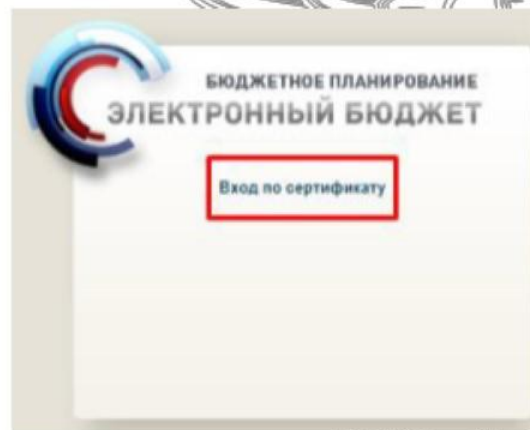 БЮДЖЕТНОЕ ПЛАНИРОВАНИЕ
ЭЛЕКТРОННЫЙ БЮДЖЕТ
Вход по сертификату